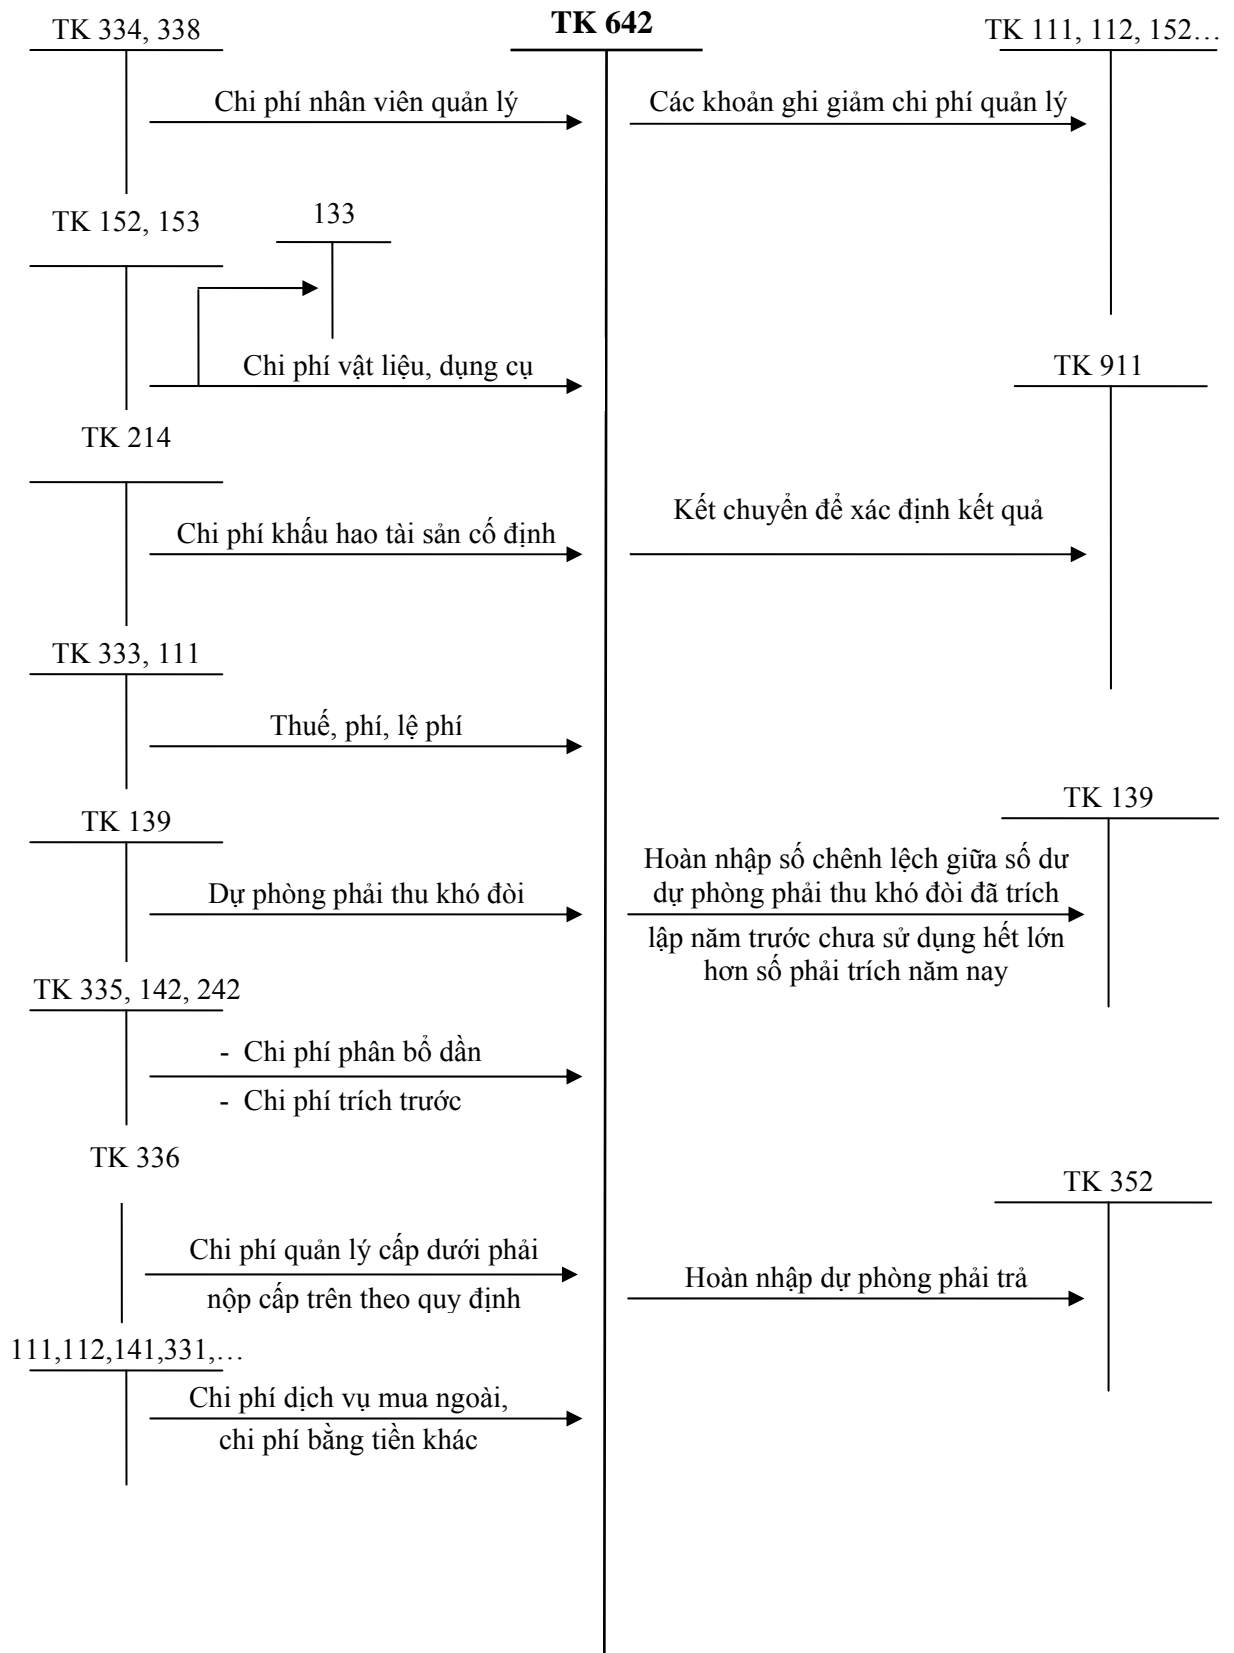 TK 334, 338
TK 642
TK 111, 112, 152…
Chi phí nhân viên quản lý
Các khoản ghi giảm chi phí quản lý
TK 152, 153
133
Chi phí vật liệu, dụng cụ
TK 911
TK 214
Chi phí khấu hao tài sản cố định
Kết chuyển để xác định kết quả
TK 333, 111
Thuế, phí, lệ phí
TK 139
TK 139
Dự phòng phải thu khó đòi
Hoàn nhập số chênh lệch giữa số dư
dự phòng phải thu khó đòi đã trích
lập năm trước chưa sử dụng hết lớn
hơn số phải trích năm nay
TK 335, 142, 242
- Chi phí phân bổ dần
- Chi phí trích trước
TK 336
TK 352
Chi phí quản lý cấp dưới phải
nộp cấp trên theo quy định
Hoàn nhập dự phòng phải trả
111,112,141,331,…
Chi phí dịch vụ mua ngoài,
chi phí bằng tiền khác